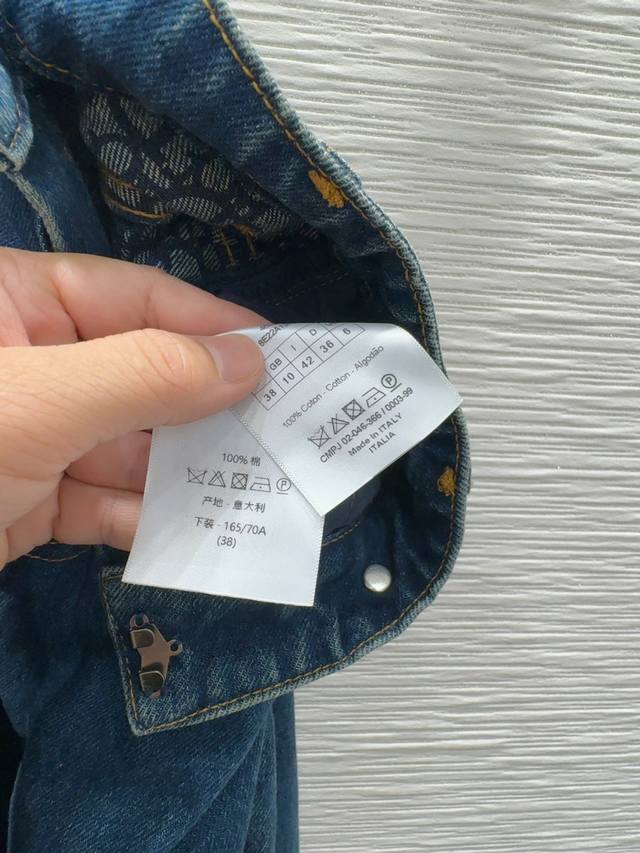 GB I D
38 10 42 36 6
100% Coton - Cotton - Algodão
CMPJ 02-046-366 / 0003-99
Made in ITALY
ITALIA
100% 棉
产地 - 意大利
下装 - 165/70A
(38)